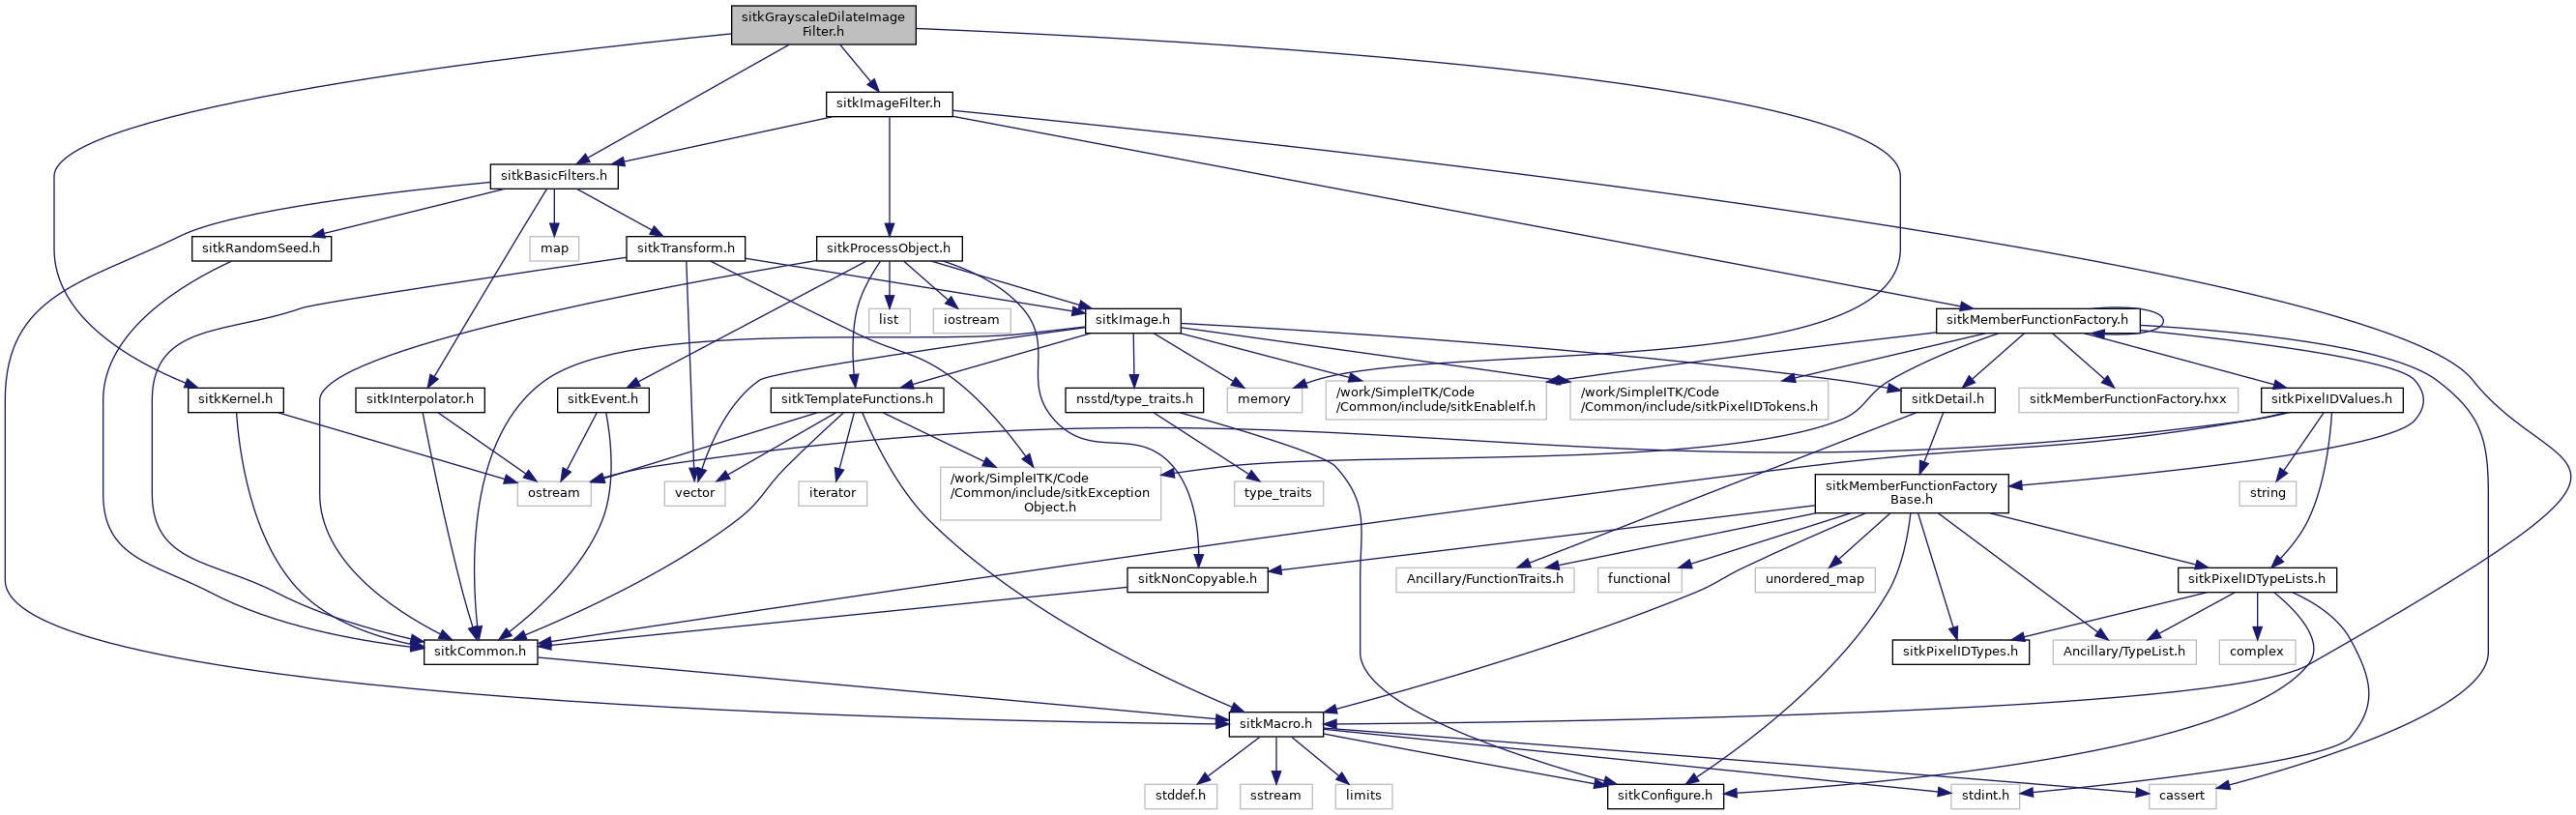 sitkGrayscaleDilateImage
Filter.h
sitkImageFilter.h
sitkBasicFilters.h
sitkRandomSeed.h
map
sitkTransform.h
sitkProcessObject.h
list
iostream
sitkImage.h
sitkMemberFunctionFactory.h
sitkKernel.h
sitkInterpolator.h
sitkEvent.h
sitkTemplateFunctions.h
nsstd/type_traits.h
memory
/work/SimpleITK/Code
/Common/include/sitkEnableIf.h
/work/SimpleITK/Code
/Common/include/sitkPixelIDTokens.h
sitkDetail.h
sitkMemberFunctionFactory.hxx
sitkPixelIDValues.h
ostream
vector
iterator
/work/SimpleITK/Code
/Common/include/sitkException
Object.h
type_traits
sitkMemberFunctionFactory
Base.h
string
sitkNonCopyable.h
Ancillary/FunctionTraits.h
functional
unordered_map
sitkPixelIDTypeLists.h
sitkCommon.h
sitkPixelIDTypes.h
Ancillary/TypeList.h
complex
sitkMacro.h
stddef.h
sstream
limits
sitkConfigure.h
stdint.h
cassert